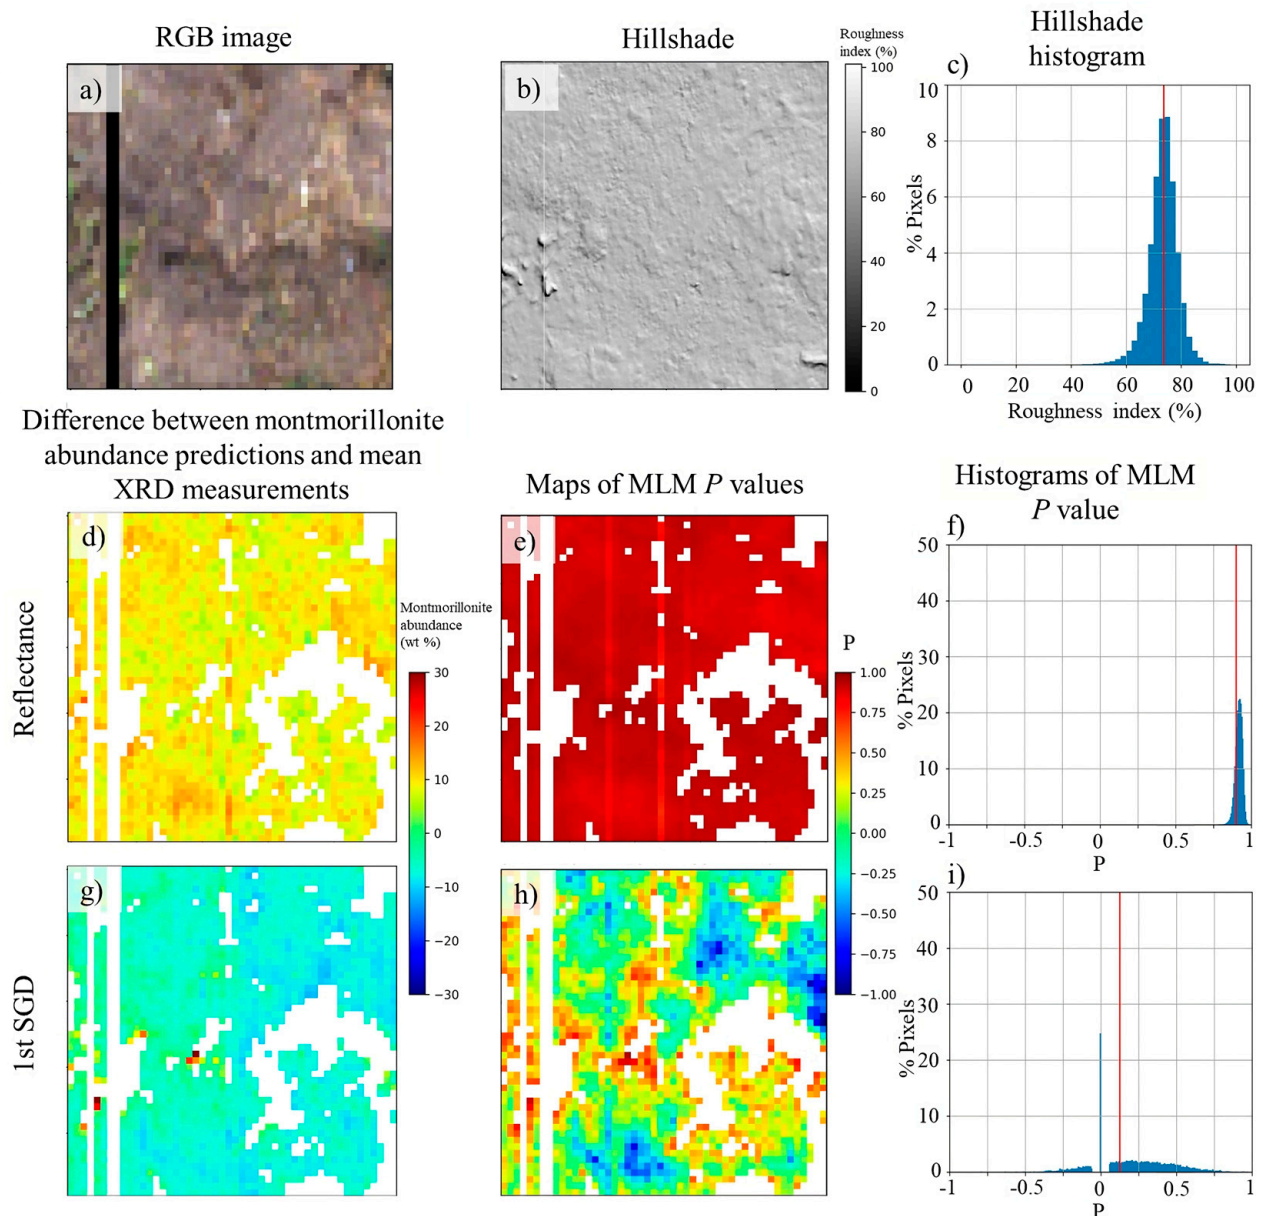 RGB image
Hillshade
Roughness
index (%)
Hillshade
histogram
a)
b)
c)
100
80
60
40
20
0
% Pixels
10
8
6
4
2
0
0 20 40 60 80 100
Roughness index (%)
Difference between montmorillonite
abundance predictions and mean
XRD measurements
Maps of MLM P values
Histograms of MLM
P value
Reflectance
d)
Montmorillonite
abundance
(wt %)
30
20
10
0
−10
−20
−30
e)
P
1.00
0.75
0.50
0.25
0.00
−0.25
−0.50
−0.75
−1.00
f)
% Pixels
50
40
30
20
10
0
-1 -0.5 0 0.5 1
P
1st SGD
g)
h)
i)
% Pixels
50
40
30
20
10
0
-1 -0.5 0 0.5 1
P